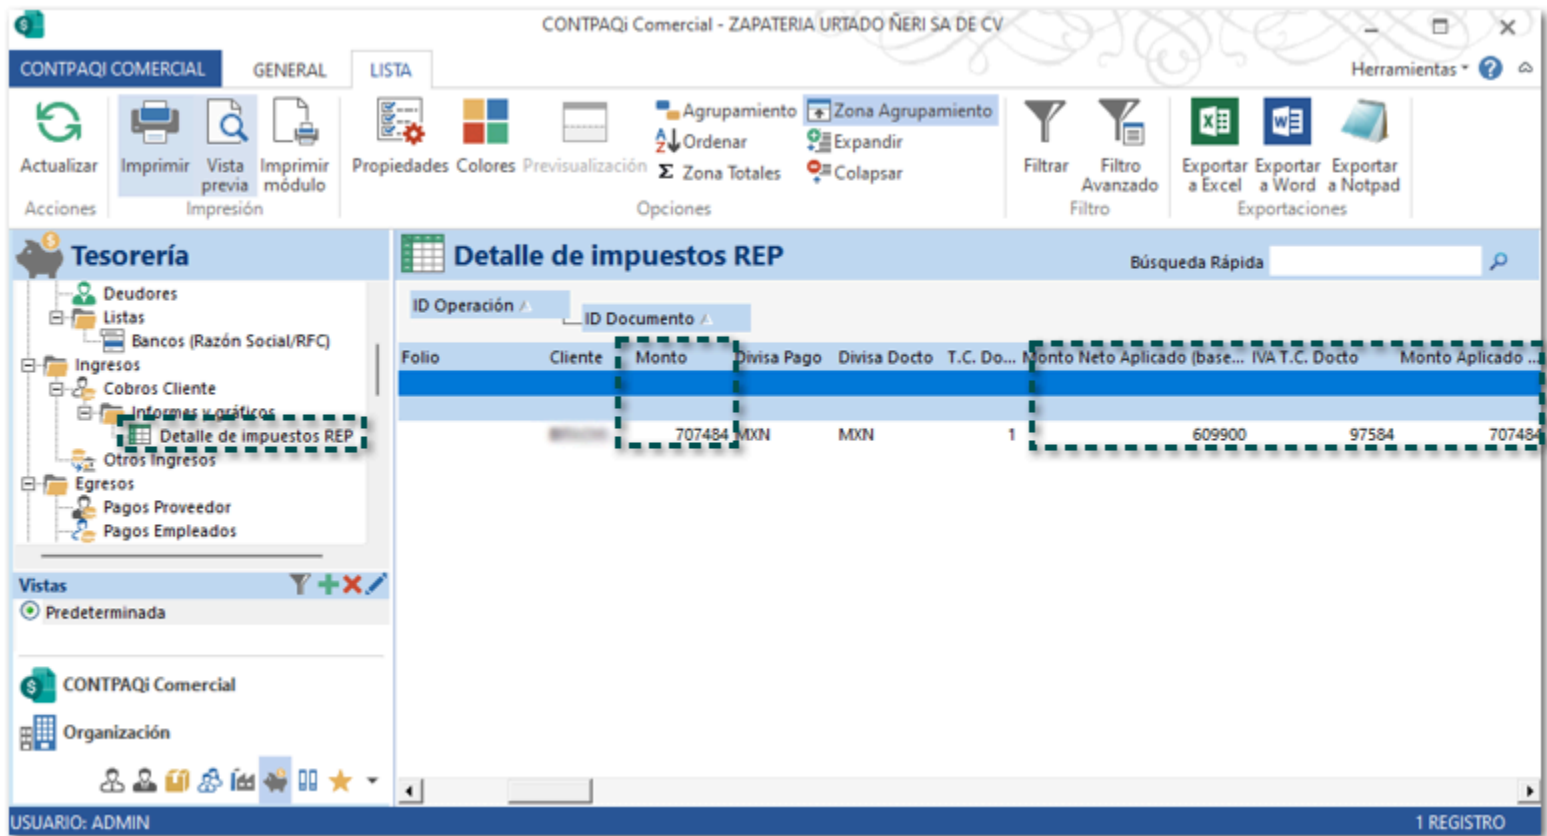 CONTPAQi Comercial - ZAPATERIA URTADO ÑERI SA DE CV
CONTPAQI COMERCIAL GENERAL LISTA Herramientas
Actualizar Imprimir Vista previa Imprimir módulo
Acciones Impresión
Propiedades Colores Previsualización
Agrupamiento Zona Agrupamiento
Ordenar Expandir
Σ Zona Totales Colapsar
Opciones
Filtrar Filtro Avanzado
Filtro
Exportar a Excel Exportar a Word Exportar a Notpad
Exportaciones
Tesorería
Deudores
Listas
Bancos (Razón Social/RFC)
Ingresos
Cobros Cliente
Informes y gráficos
Detalle de impuestos REP
Otros Ingresos
Egresos
Pagos Proveedor
Pagos Empleados
Vistas
Predeterminada
CONTPAQi Comercial
Organización
Detalle de impuestos REP
Búsqueda Rápida
ID Operación
ID Documento
Folio Cliente Monto Divisa Pago Divisa Docto T.C. Do... Monto Neto Aplicado (base... IVA T.C. Docto Monto Aplicado ...
707484 MXN MXN 1 609900 97584 707484
USUARIO: ADMIN 1 REGISTRO